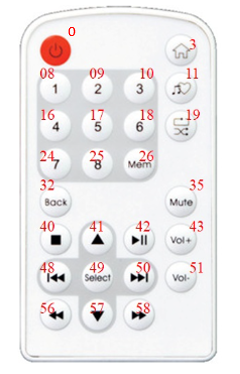 0
3
08 09 10 11
1 2 3
16 17 18 19
4 5 6
24 25 26
7 8 Mem
32 35
Back Mute
40 41 42 43
Vol+
48 49 50 51
Select Vol-
56 57 58